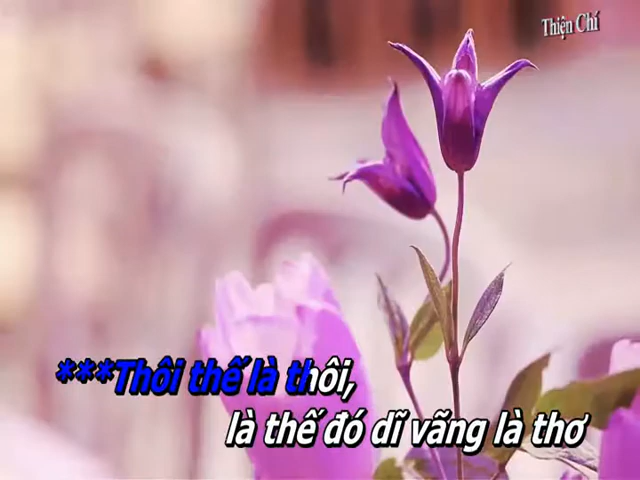 Thiện Chí
***Thôi thế là thôi,
là thế đó dĩ vãng là thơ